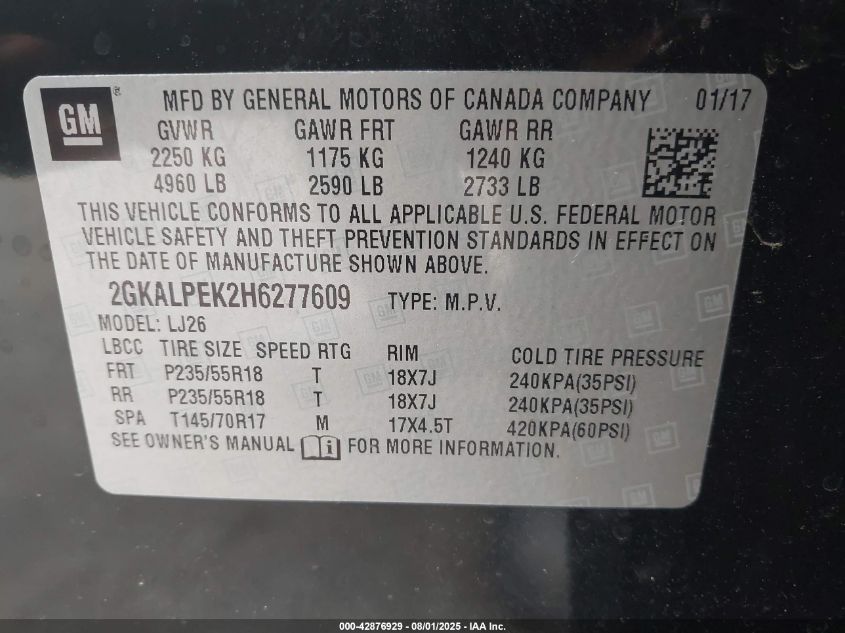 GM ® MFD BY GENERAL MOTORS OF CANADA COMPANY 01/17
GVWR GAWR FRT GAWR RR
2250 KG 1175 KG 1240 KG
4960 LB 2590 LB 2733 LB
THIS VEHICLE CONFORMS TO ALL APPLICABLE U.S. FEDERAL MOTOR
VEHICLE SAFETY AND THEFT PREVENTION STANDARDS IN EFFECT ON
THE DATE OF MANUFACTURE SHOWN ABOVE.
2GKALPEK2H6277609 TYPE: M.P.V.
MODEL: LJ26
LBCC TIRE SIZE SPEED RTG RIM COLD TIRE PRESSURE
FRT P235/55R18 T 18X7J 240KPA(35PSI)
RR P235/55R18 T 18X7J 240KPA(35PSI)
SPA T145/70R17 M 17X4.5T 420KPA(60PSI)
SEE OWNER'S MANUAL FOR MORE INFORMATION.
000-42876929 - 08/01/2025 - IAA Inc.